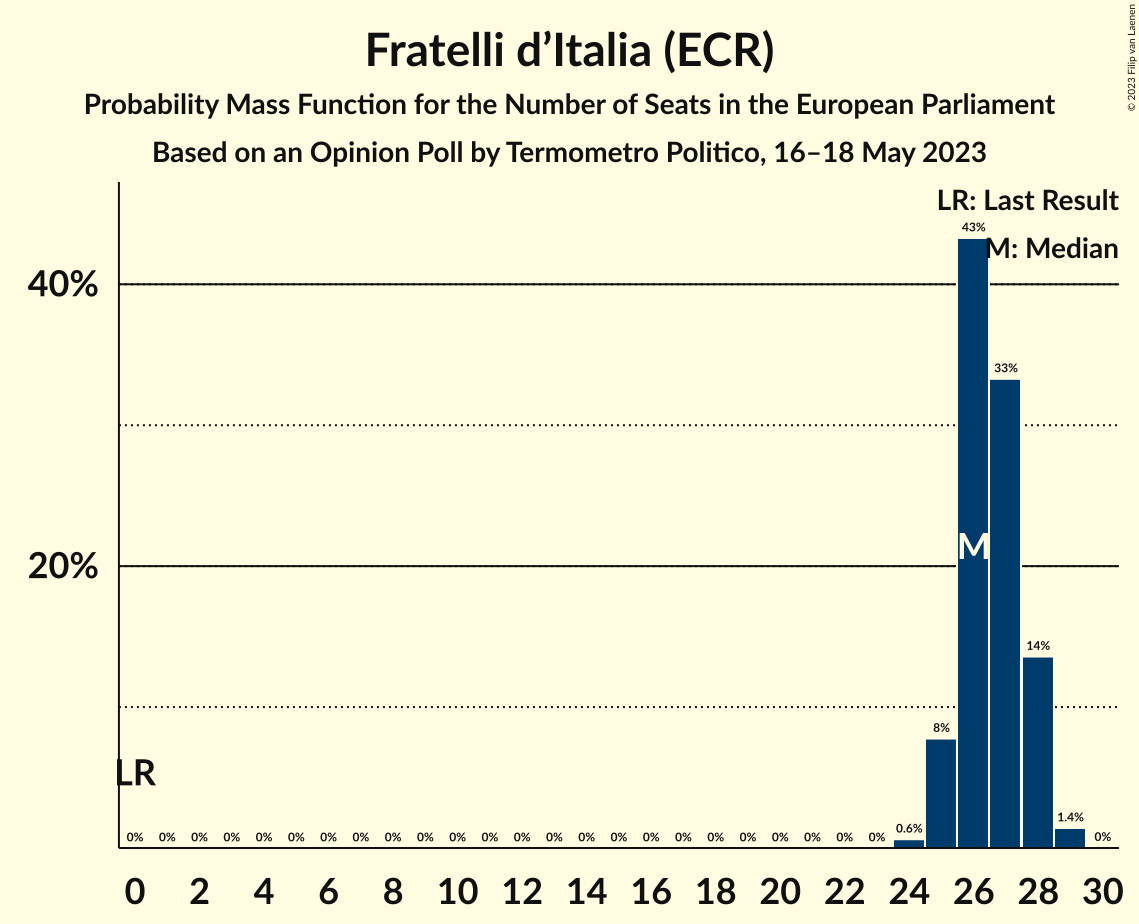 Fratelli d’Italia (ECR)
Probability Mass Function for the Number of Seats in the European Parliament
Based on an Opinion Poll by Termometro Politico, 16–18 May 2023
© 2023 Filip van Laenen
LR: Last Result
M: Median
40%
20%
43%
33%
14%
8%
1.4%
0.6%
M
LR
0% 0% 0% 0% 0% 0% 0% 0% 0% 0% 0% 0% 0% 0% 0% 0% 0% 0% 0% 0% 0% 0% 0% 0% 0%
0 2 4 6 8 10 12 14 16 18 20 22 24 26 28 30